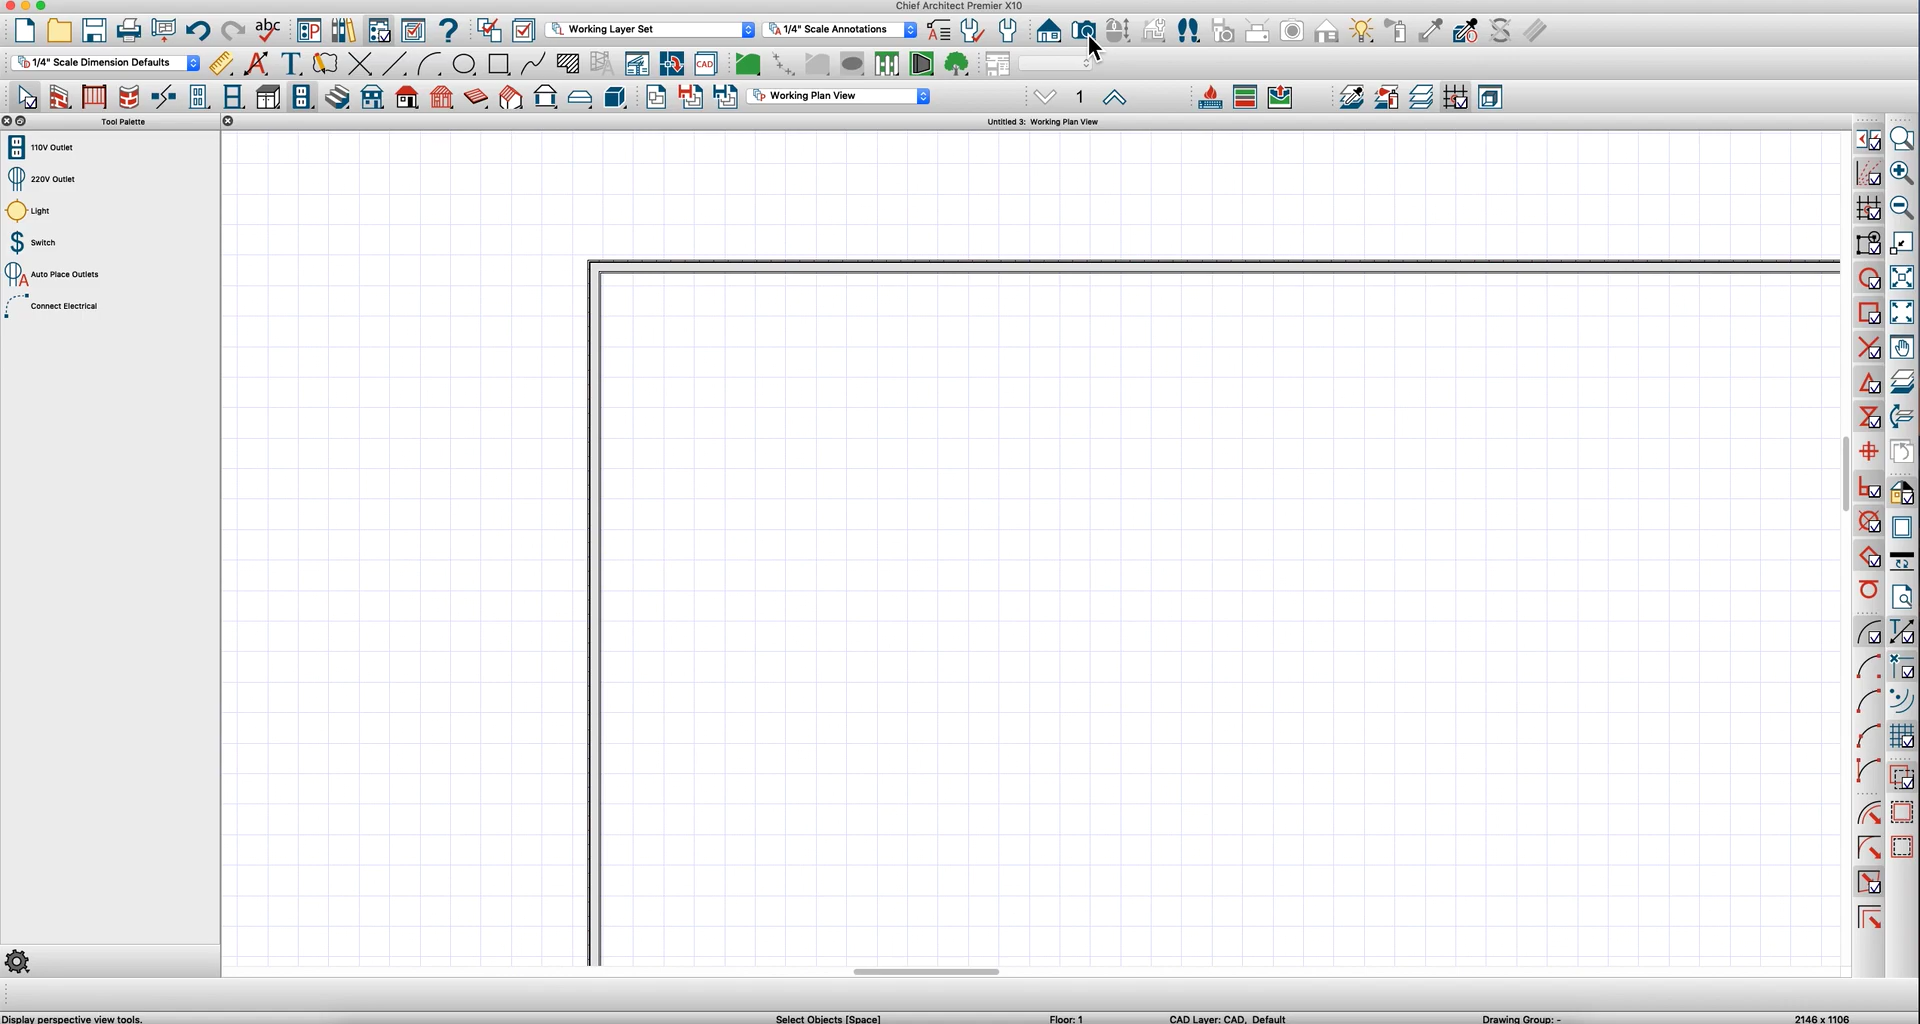 Chief Architect Premier X10
abc
Working Layer Set
1/4" Scale Annotations
1/4" Scale Dimension Defaults
CAD
Working Plan View
1
Tool Palette
Untitled 3: Working Plan View
110V Outlet
220V Outlet
Light
Switch
Auto Place Outlets
Connect Electrical
Display perspective view tools.
Select Objects [Space]
Floor: 1
CAD Layer: CAD, Default
Drawing Group: -
2146 x 1106